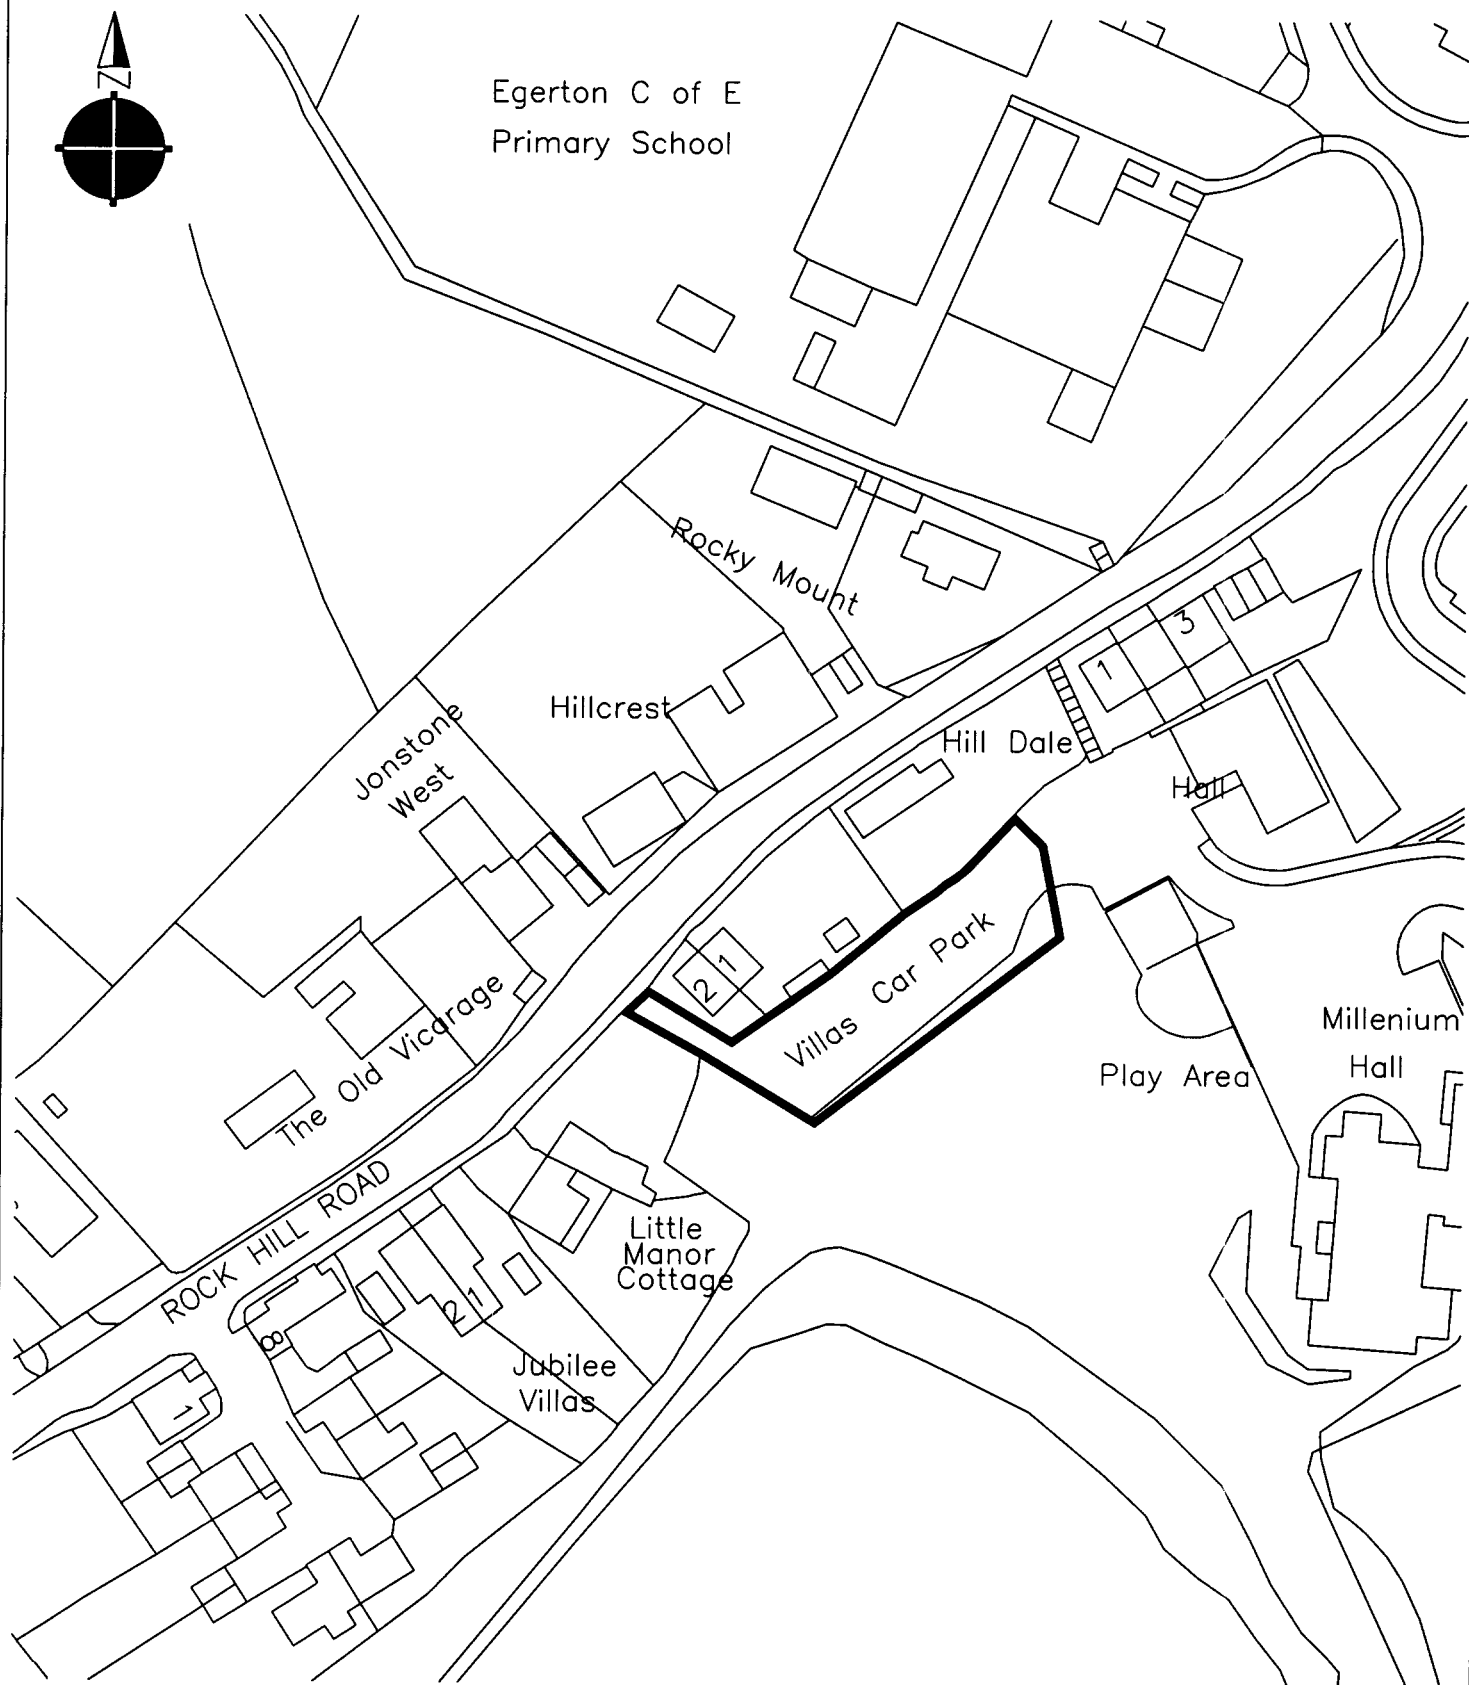 N
Egerton C of E
Primary School
Rocky Mount
3
1
Hillcrest
Jonstone
West
Hill Dale
Hall
Villas Car Park
1
2
The Old Vicarage
Millenium
Hall
Play Area
ROCK HILL ROAD
Little
Manor
Cottage
2 1
8
Jubilee
Villas
1